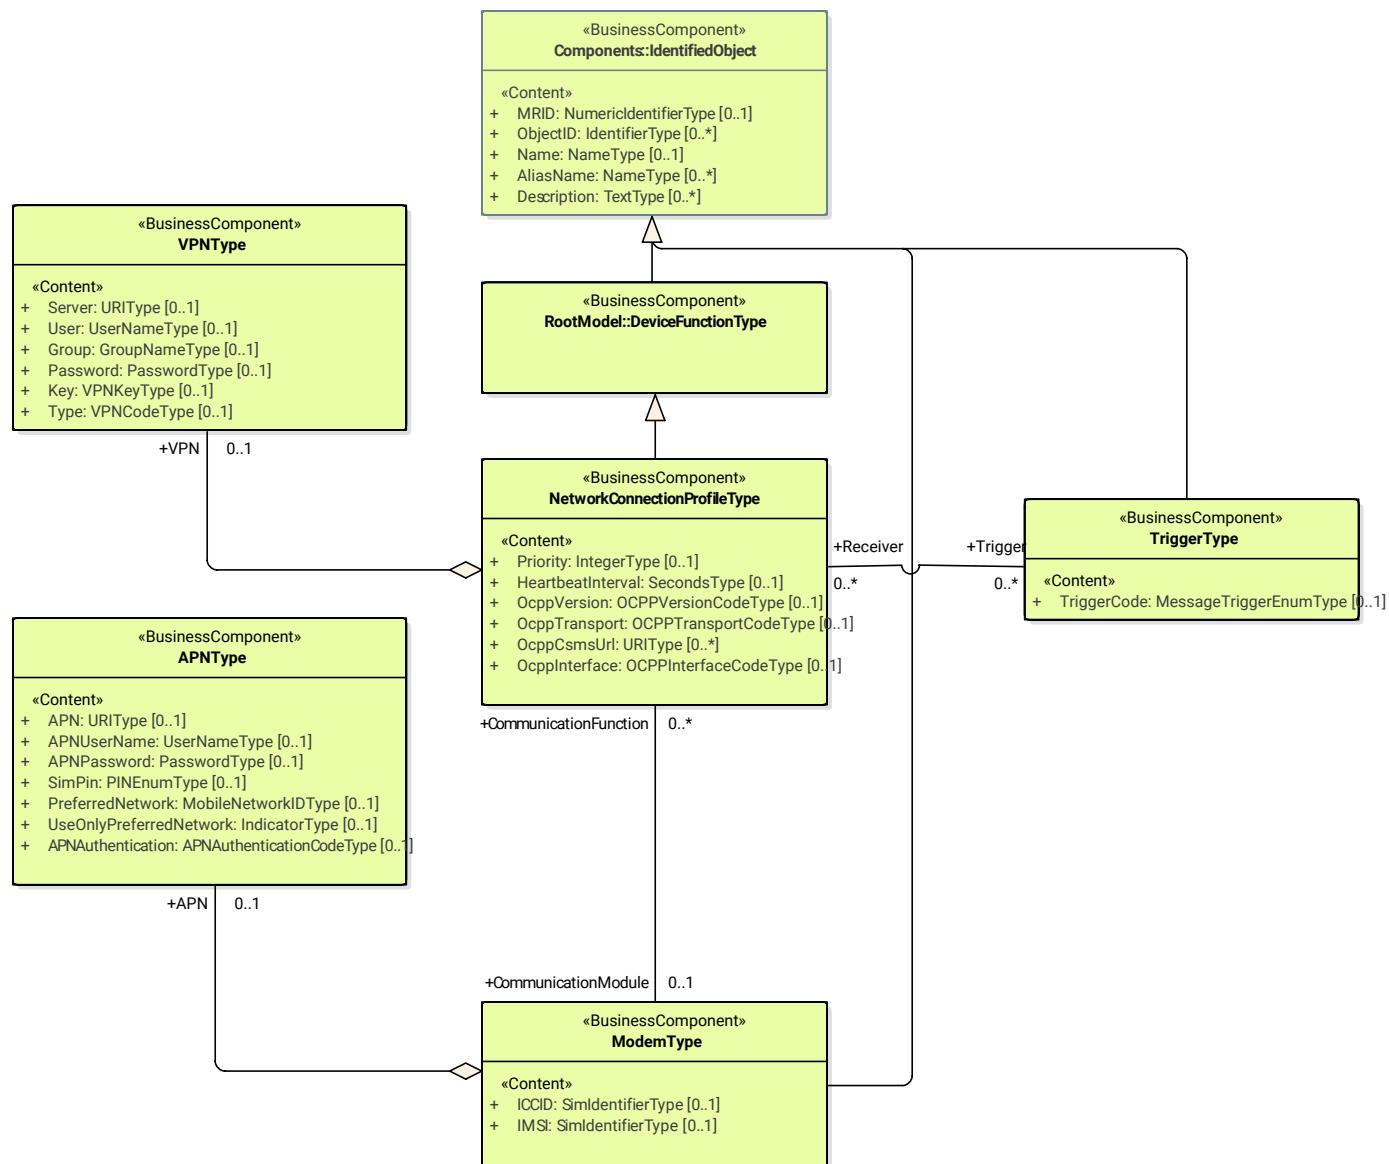 «BusinessComponent»
Components::IdentifiedObject
«Content»
+ MRID: NumericIdentifierType [0..1]
+ ObjectID: IdentifierType [0..*]
+ Name: NameType [0..1]
+ AliasName: NameType [0..*]
+ Description: TextType [0..*]
«BusinessComponent»
VPNType
«Content»
+ Server: URIType [0..1]
+ User: UserNameType [0..1]
+ Group: GroupNameType [0..1]
+ Password: PasswordType [0..1]
+ Key: VPNKeyType [0..1]
+ Type: VPNCodeType [0..1]
+VPN 0..1
«BusinessComponent»
RootModel::DeviceFunctionType
«BusinessComponent»
NetworkConnectionProfileType
«Content»
+ Priority: IntegerType [0..1]
+ HeartbeatInterval: SecondsType [0..1]
+ OcppVersion: OCPPVersionCodeType [0..1]
+ OcppTransport: OCPPTransportCodeType [0..1]
+ OcppCsmsUrl: URIType [0..*]
+ OcppInterface: OCPPInterfaceCodeType [0..1]
+Receiver +Trigger
0..* 0..*
«BusinessComponent»
TriggerType
«Content»
+ TriggerCode: MessageTriggerEnumType [0..1]
«BusinessComponent»
APNType
«Content»
+ APN: URIType [0..1]
+ APNUserName: UserNameType [0..1]
+ APNPassword: PasswordType [0..1]
+ SimPin: PINEnumType [0..1]
+ PreferredNetwork: MobileNetworkIDType [0..1]
+ UseOnlyPreferredNetwork: IndicatorType [0..1]
+ APNAuthentication: APNAuthenticationCodeType [0..1]
+APN 0..1
+CommunicationFunction 0..*
+CommunicationModule 0..1
«BusinessComponent»
ModemType
«Content»
+ ICCID: SimIdentifierType [0..1]
+ IMSI: SimIdentifierType [0..1]